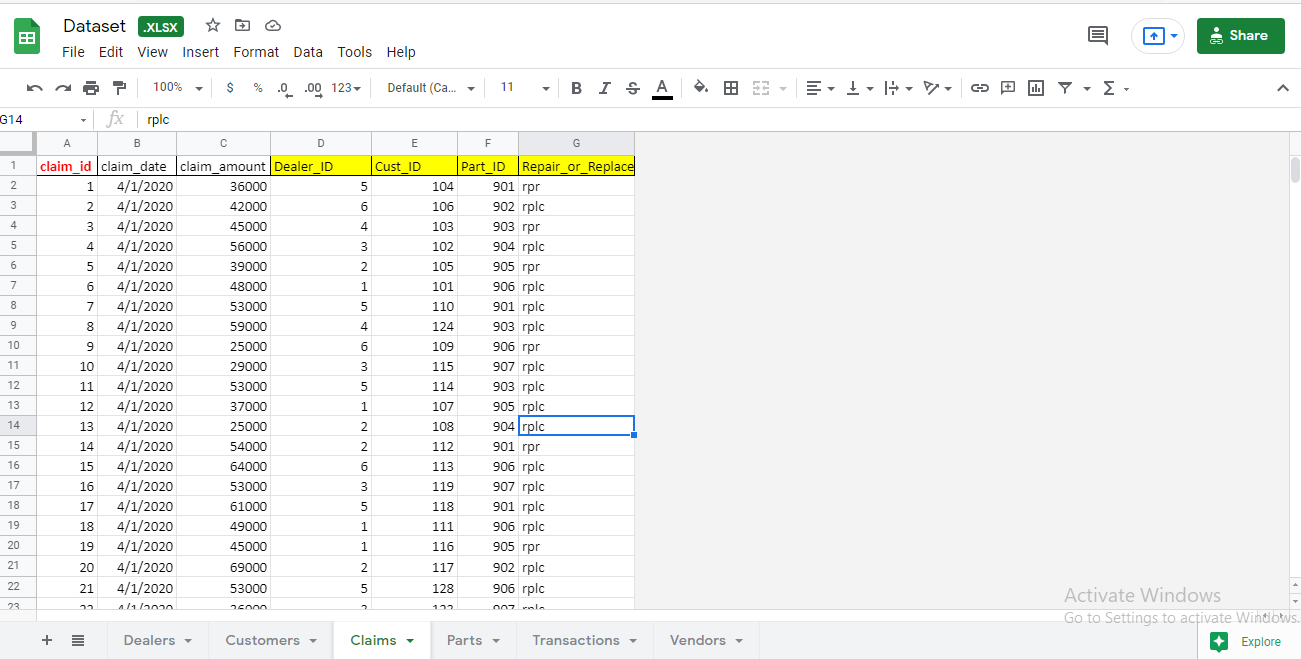 Dataset .XLSX
File Edit View Insert Format Data Tools Help
Share
100% $ % .0 .00 123 Default (Ca... 11 B I S A Σ
G14 fx rplc
A B C D E F G
1 claim_id claim_date claim_amount Dealer_ID Cust_ID Part_ID Repair_or_Replace
2 1 4/1/2020 36000 5 104 901 rpr
3 2 4/1/2020 42000 6 106 902 rplc
4 3 4/1/2020 45000 4 103 903 rpr
5 4 4/1/2020 56000 3 102 904 rplc
6 5 4/1/2020 39000 2 105 905 rpr
7 6 4/1/2020 48000 1 101 906 rplc
8 7 4/1/2020 53000 5 110 901 rplc
9 8 4/1/2020 59000 4 124 903 rplc
10 9 4/1/2020 25000 6 109 906 rpr
11 10 4/1/2020 29000 3 115 907 rplc
12 11 4/1/2020 53000 5 114 903 rplc
13 12 4/1/2020 37000 1 107 905 rplc
14 13 4/1/2020 25000 2 108 904 rplc
15 14 4/1/2020 54000 2 112 901 rpr
16 15 4/1/2020 64000 6 113 906 rplc
17 16 4/1/2020 53000 3 119 907 rplc
18 17 4/1/2020 61000 5 118 901 rplc
19 18 4/1/2020 49000 1 111 906 rplc
20 19 4/1/2020 45000 1 116 905 rpr
21 20 4/1/2020 69000 2 117 902 rplc
22 21 4/1/2020 53000 5 128 906 rplc
23 22 4/1/2020
Activate Windows
Go to Settings to activate Windows.
Dealers Customers Claims Parts Transactions Vendors Explore